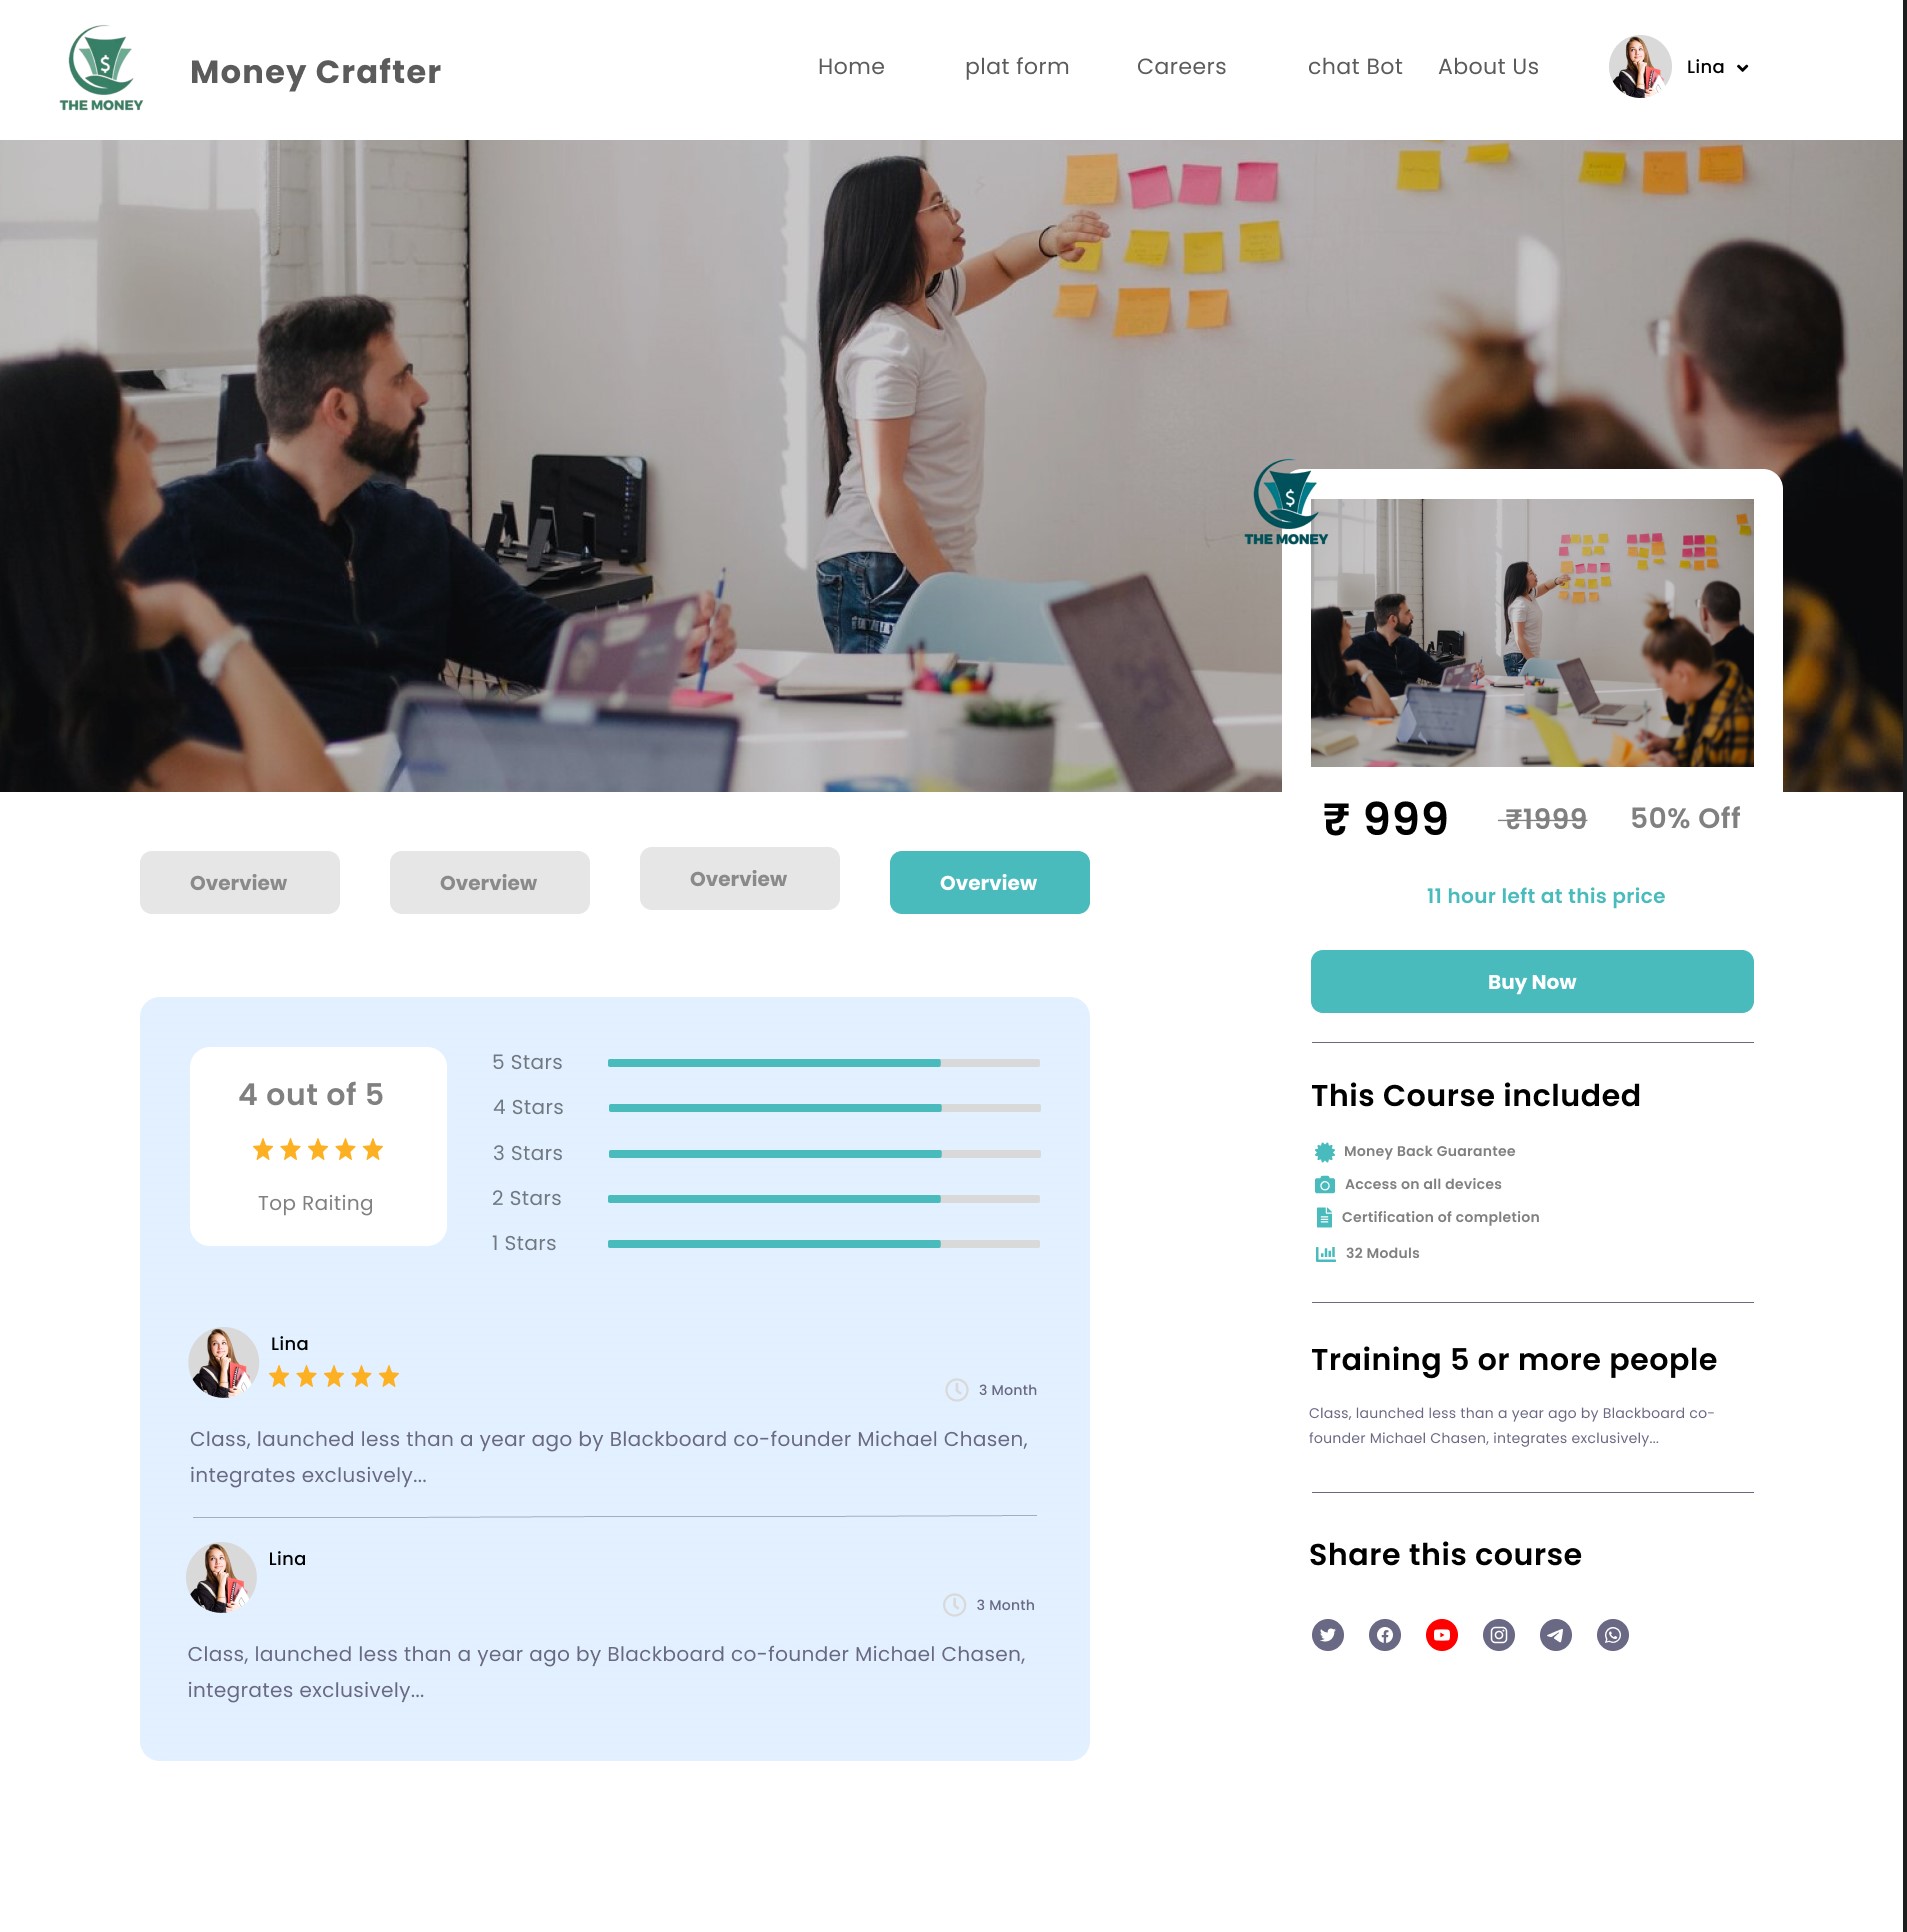 THE MONEY
Money Crafter
Home
plat form
Careers
chat Bot
About Us
Lina
THE MONEY
₹ 999
₹1999
50% Off
11 hour left at this price
Buy Now
Overview
Overview
Overview
Overview
4 out of 5
Top Raiting
5 Stars
4 Stars
3 Stars
2 Stars
1 Stars
Lina
3 Month
Class, launched less than a year ago by Blackboard co-founder Michael Chasen,
integrates exclusively...
Lina
3 Month
Class, launched less than a year ago by Blackboard co-founder Michael Chasen,
integrates exclusively...
This Course included
Money Back Guarantee
Access on all devices
Certification of completion
32 Moduls
Training 5 or more people
Class, launched less than a year ago by Blackboard co-
founder Michael Chasen, integrates exclusively...
Share this course